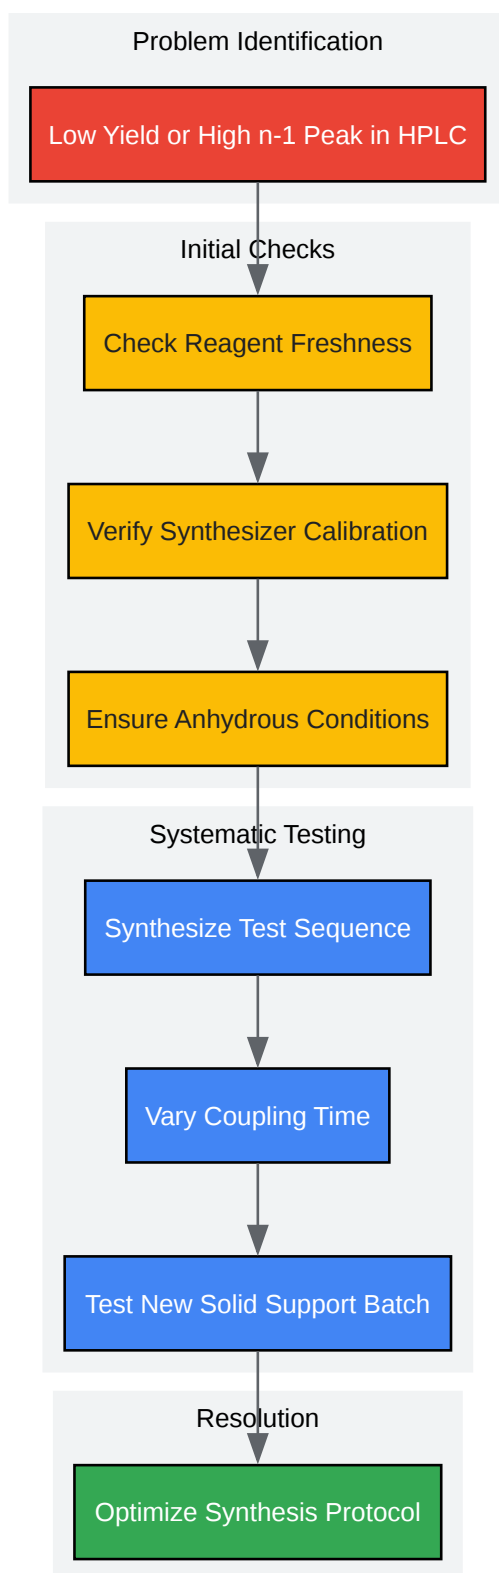 Problem Identification
Low Yield or High n-1 Peak in HPLC
Initial Checks
Check Reagent Freshness
Verify Synthesizer Calibration
Ensure Anhydrous Conditions
Systematic Testing
Synthesize Test Sequence
Vary Coupling Time
Test New Solid Support Batch
Resolution
Optimize Synthesis Protocol